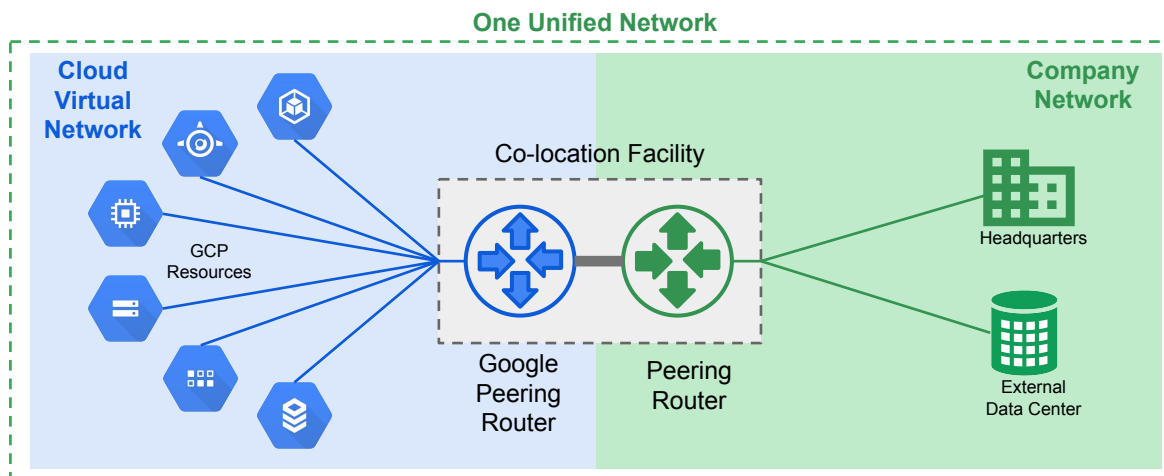 One Unified Network
Cloud
Virtual
Network
Company
Network
Co-location Facility
GCP
Resources
Headquarters
Google
Peering
Router
Peering
Router
External
Data Center